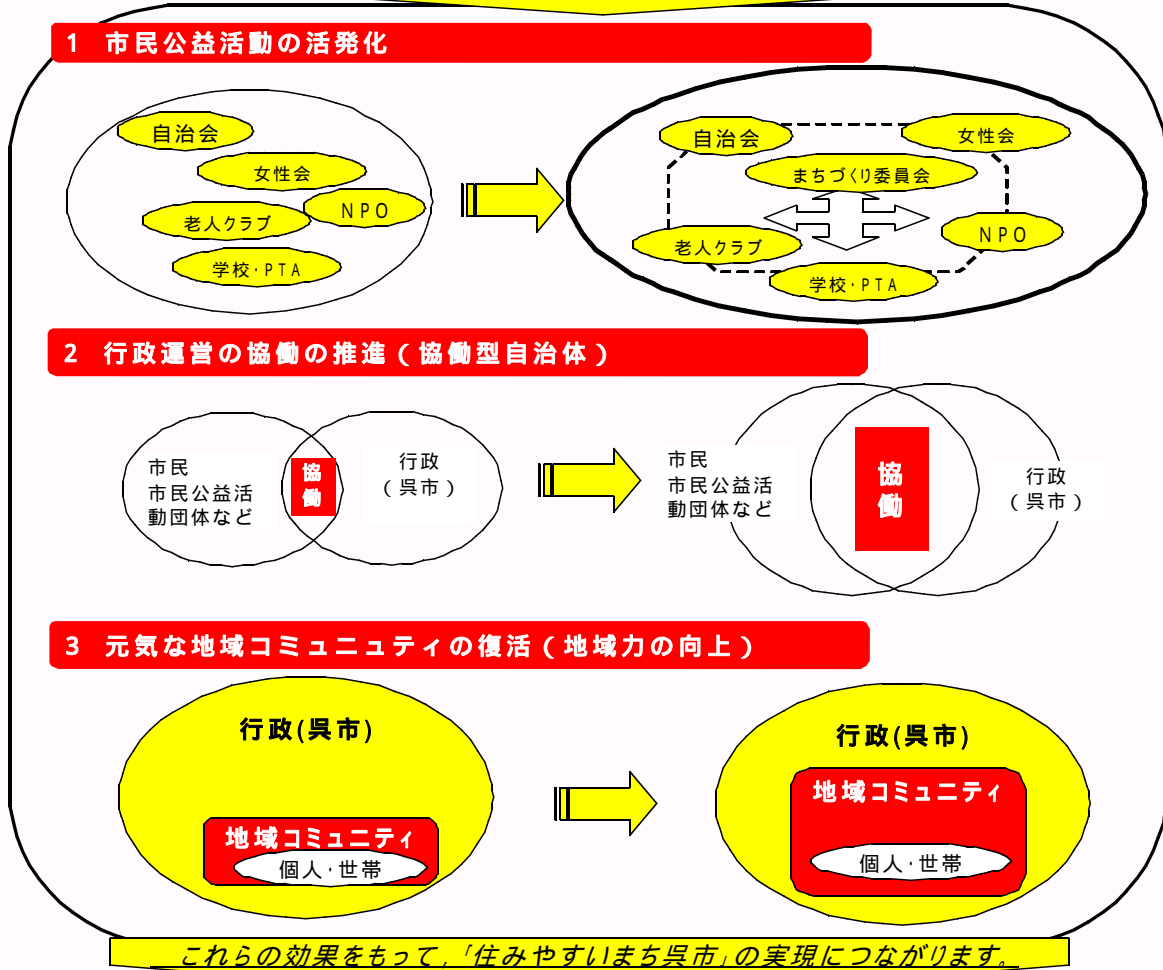 1 市民公益活動の活発化
自治会
女性会
NPO
老人クラブ
学校・PTA
自治会
女性会
まちづくり委員会
老人クラブ
NPO
学校・PTA
2 行政運営の協働の推進(協働型自治体)
市民
市民公益活
動団体など
協
働
行政
(呉市)
市民
市民公益活
動団体など
協
働
行政
(呉市)
3 元気な地域コミュニュティの復活(地域力の向上)
行政(呉市)
地域コミュニティ
個人・世帯
行政(呉市)
地域コミュニティ
個人・世帯
これらの効果をもって,「住みやすいまち呉市」の実現につながります。